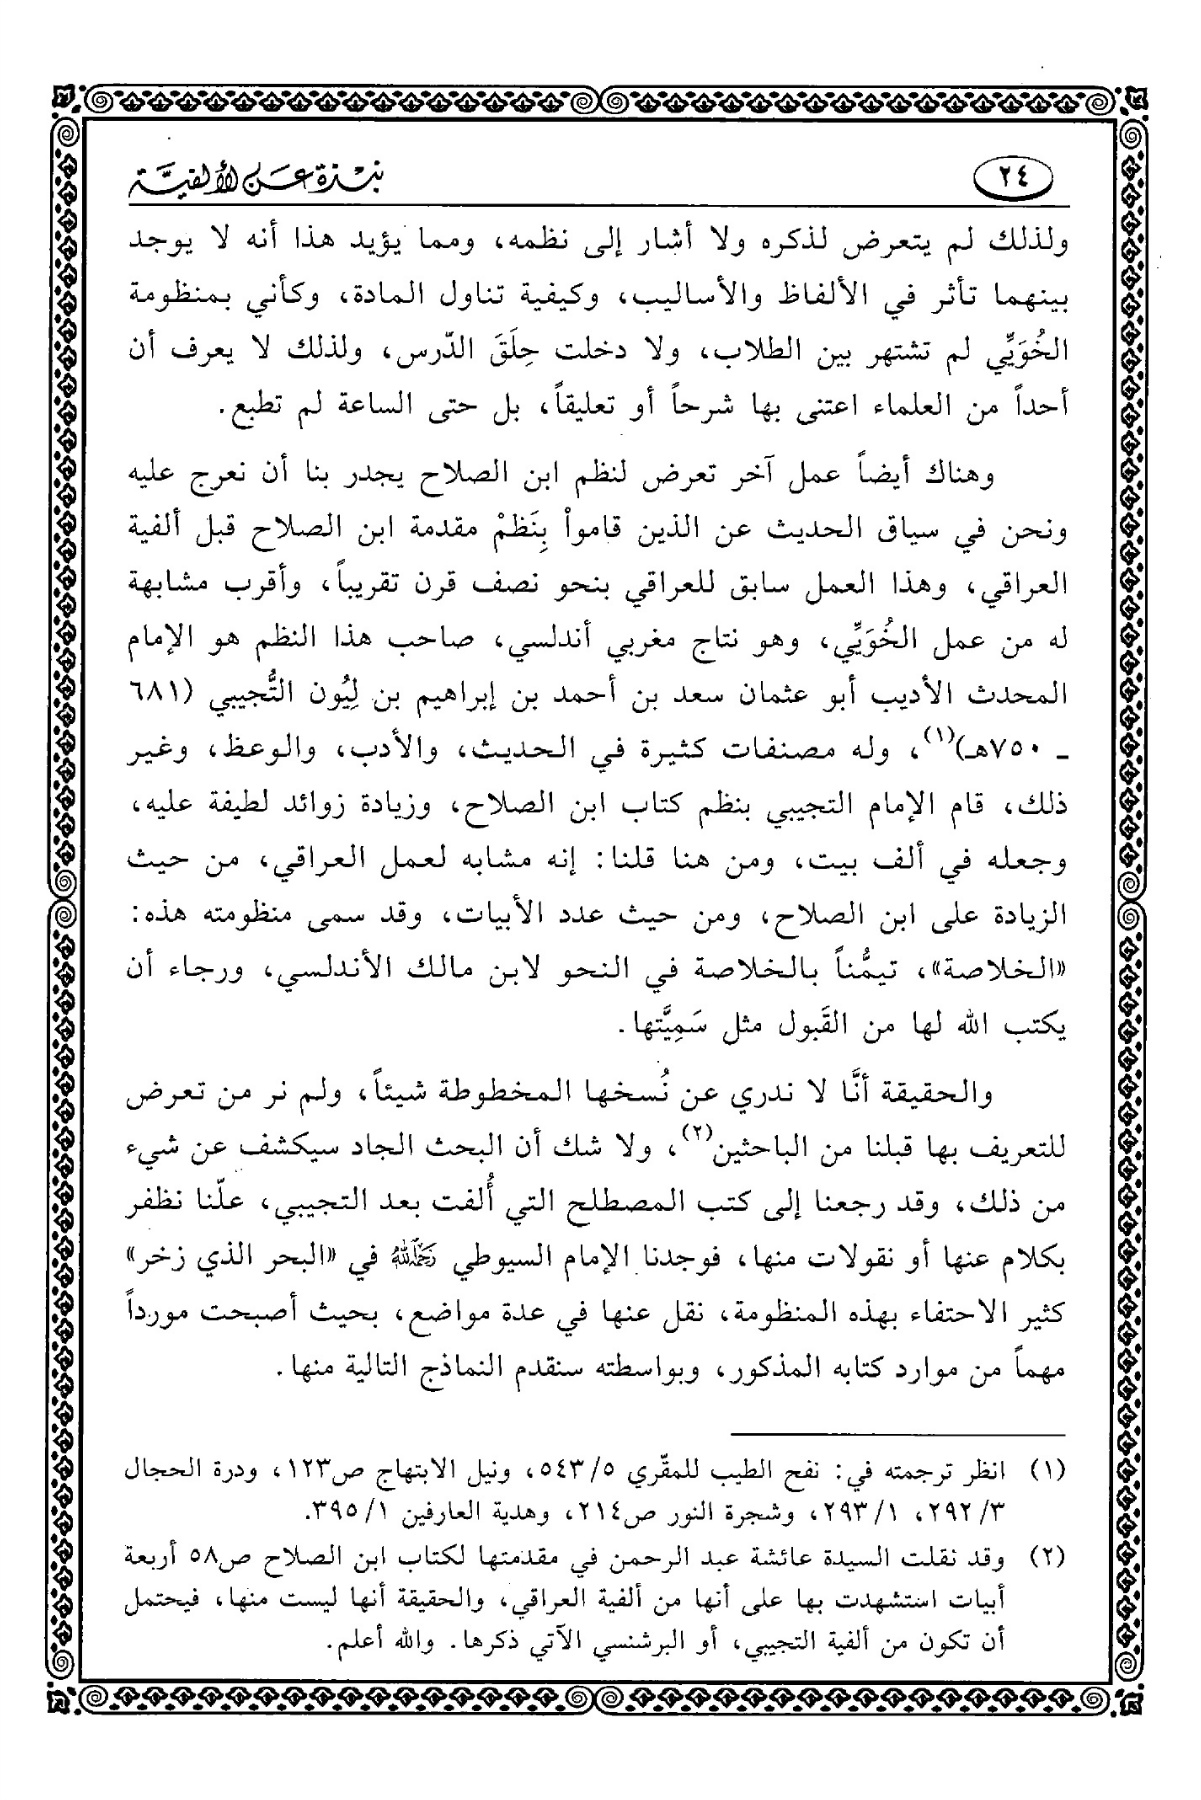 ٢٤
نبذة عن الألفية
ولذلك لم يتعرض لذكره ولا أشار إلى نظمه، ومما يؤيد هذا أنه لا يوجد
بينهما تأثر في الألفاظ والأساليب، وكيفية تناول المادة، وكأني بمنظومة
الخُوَيِّي لم تشتهر بين الطلاب، ولا دخلت حِلَقَ الدّرس، ولذلك لا يعرف أن
أحداً من العلماء اعتنى بها شرحاً أو تعليقاً، بل حتى الساعة لم تطبع.
وهناك أيضاً عمل آخر تعرض لنظم ابن الصلاح يجدر بنا أن نعرج عليه
ونحن في سياق الحديث عن الذين قاموأ بِنَظمْ مقدمة ابن الصلاح قبل ألفية
العراقي، وهذا العمل سابق للعراقي بنحو نصف قرن تقريباً، وأقرب مشابهة
له من عمل الخُوَيِّي، وهو نتاج مغربي أندلسي، صاحب هذا النظم هو الإمام
المحدث الأديب أبو عثمان سعد بن أحمد بن إبراهيم بن لِيُون التُّجيبي (٦٨١
ـ ٧٥٠هـ)(١)، وله مصنفات كثيرة في الحديث، والأدب، والوعظ، وغير
ذلك، قام الإمام التجيبي بنظم كتاب ابن الصلاح، وزيادة زوائد لطيفة عليه،
وجعله في ألف بيت، ومن هنا قلنا: إنه مشابه لعمل العراقي، من حيث
الزيادة على ابن الصلاح، ومن حيث عدد الأبيات، وقد سمى منظومته هذه:
«الخلاصة»، تيمُّناً بالخلاصة في النحو لابن مالك الأندلسي، ورجاء أن
يكتب الله لها من القَبول مثل سَمِيَّتها.
والحقيقة أنَّا لا ندري عن نُسخها المخطوطة شيئاً، ولم نر من تعرض
للتعريف بها قبلنا من الباحثين(٢)، ولا شك أن البحث الجاد سيكشف عن شيء
من ذلك، وقد رجعنا إلى كتب المصطلح التي أُلفت بعد التجيبي، علّنا نظفر
بكلام عنها أو نقولات منها، فوجدنا الإمام السيوطي رَحِمَهُ اللهُ في «البحر الذي زخر»
كثير الاحتفاء بهذه المنظومة، نقل عنها في عدة مواضع، بحيث أصبحت مورداً
مهماً من موارد كتابه المذكور، وبواسطته سنقدم النماذج التالية منها.
(١) انظر ترجمته في: نفح الطيب للمقّري ٥/ ٥٤٣، ونيل الابتهاج ص١٢٣، ودرة الحجال
٣/ ٢٩٢، ١/ ٢٩٣، وشجرة النور ص٢١٤، وهدية العارفين ١/ ٣٩٥.
(٢) وقد نقلت السيدة عائشة عبد الرحمن في مقدمتها لكتاب ابن الصلاح ص٥٨ أربعة
أبيات استشهدت بها على أنها من ألفية العراقي، والحقيقة أنها ليست منها، فيحتمل
أن تكون من ألفية التجيبي، أو البرشنسي الآتي ذكرها. والله أعلم.